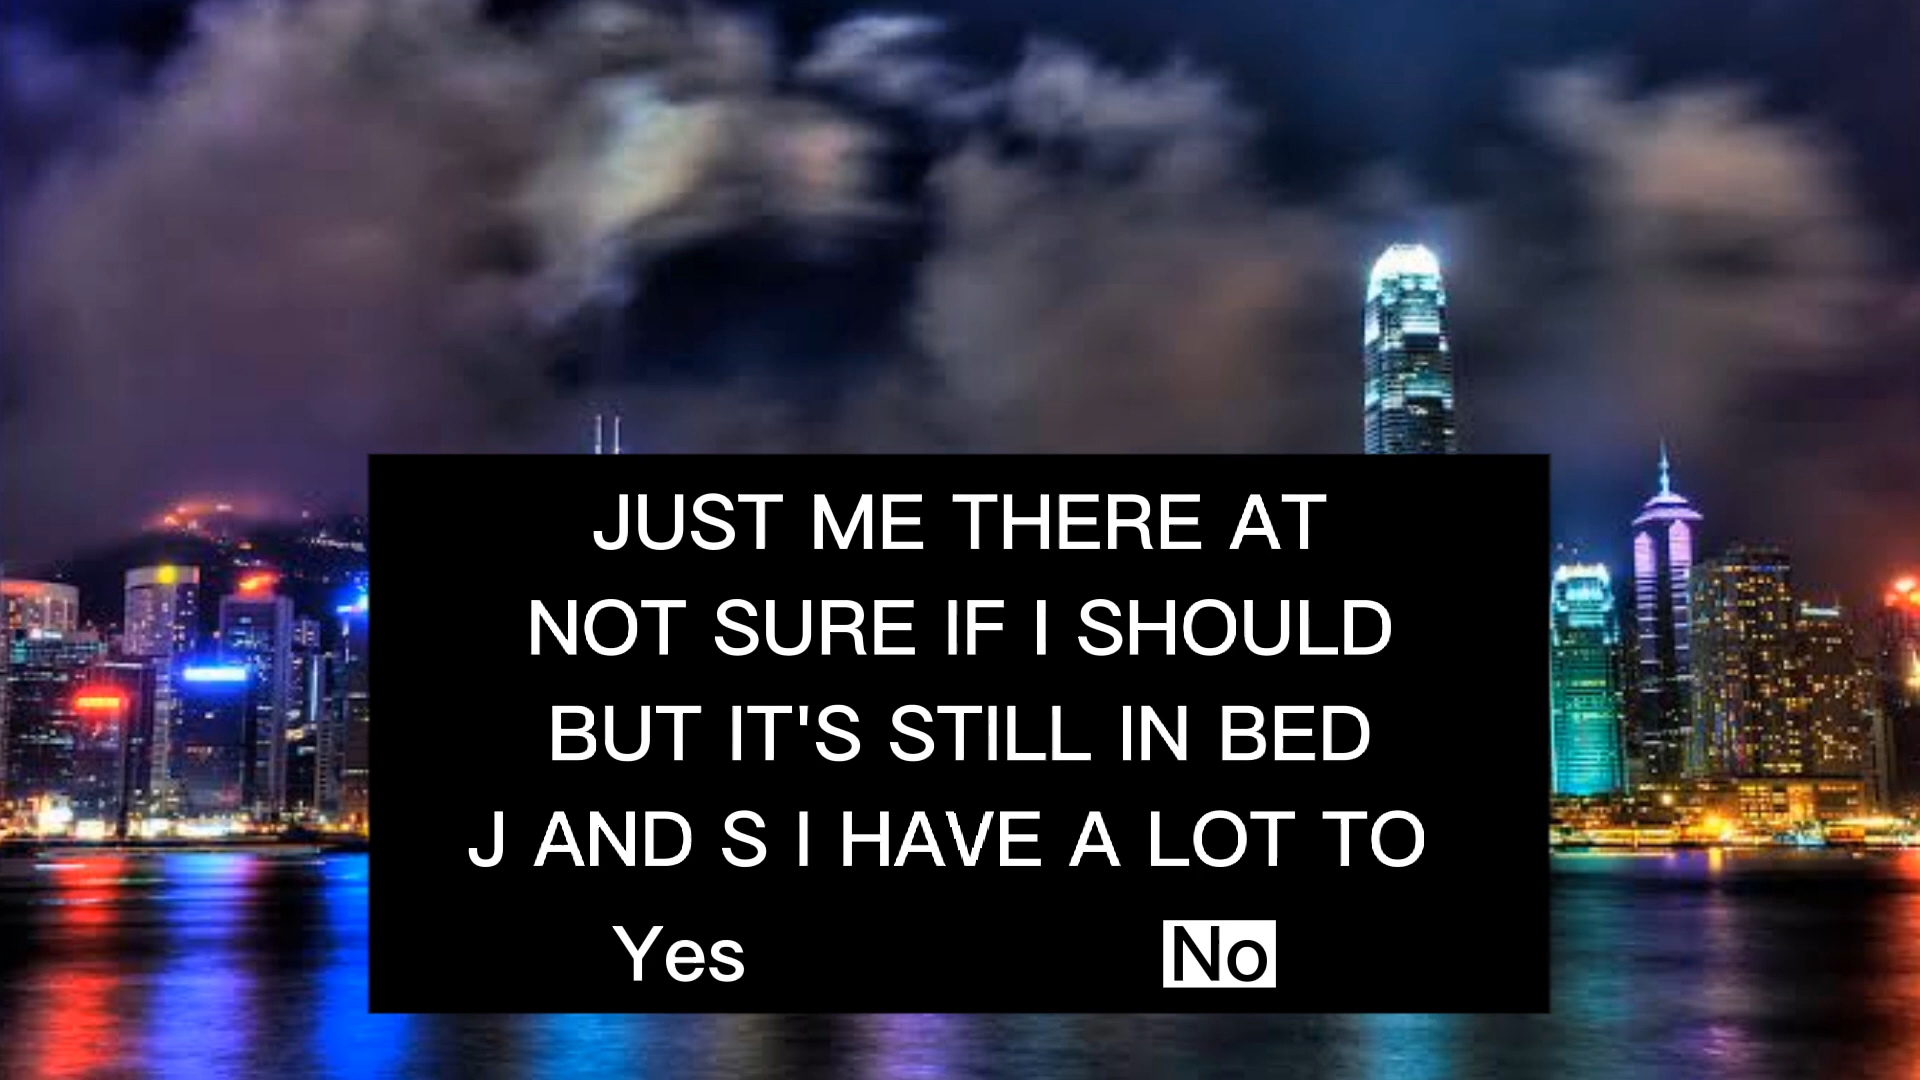 JUST ME THERE AT
NOT SURE IF I SHOULD
BUT IT'S STILL IN BED
J AND S I HAVE A LOT TO
Yes No